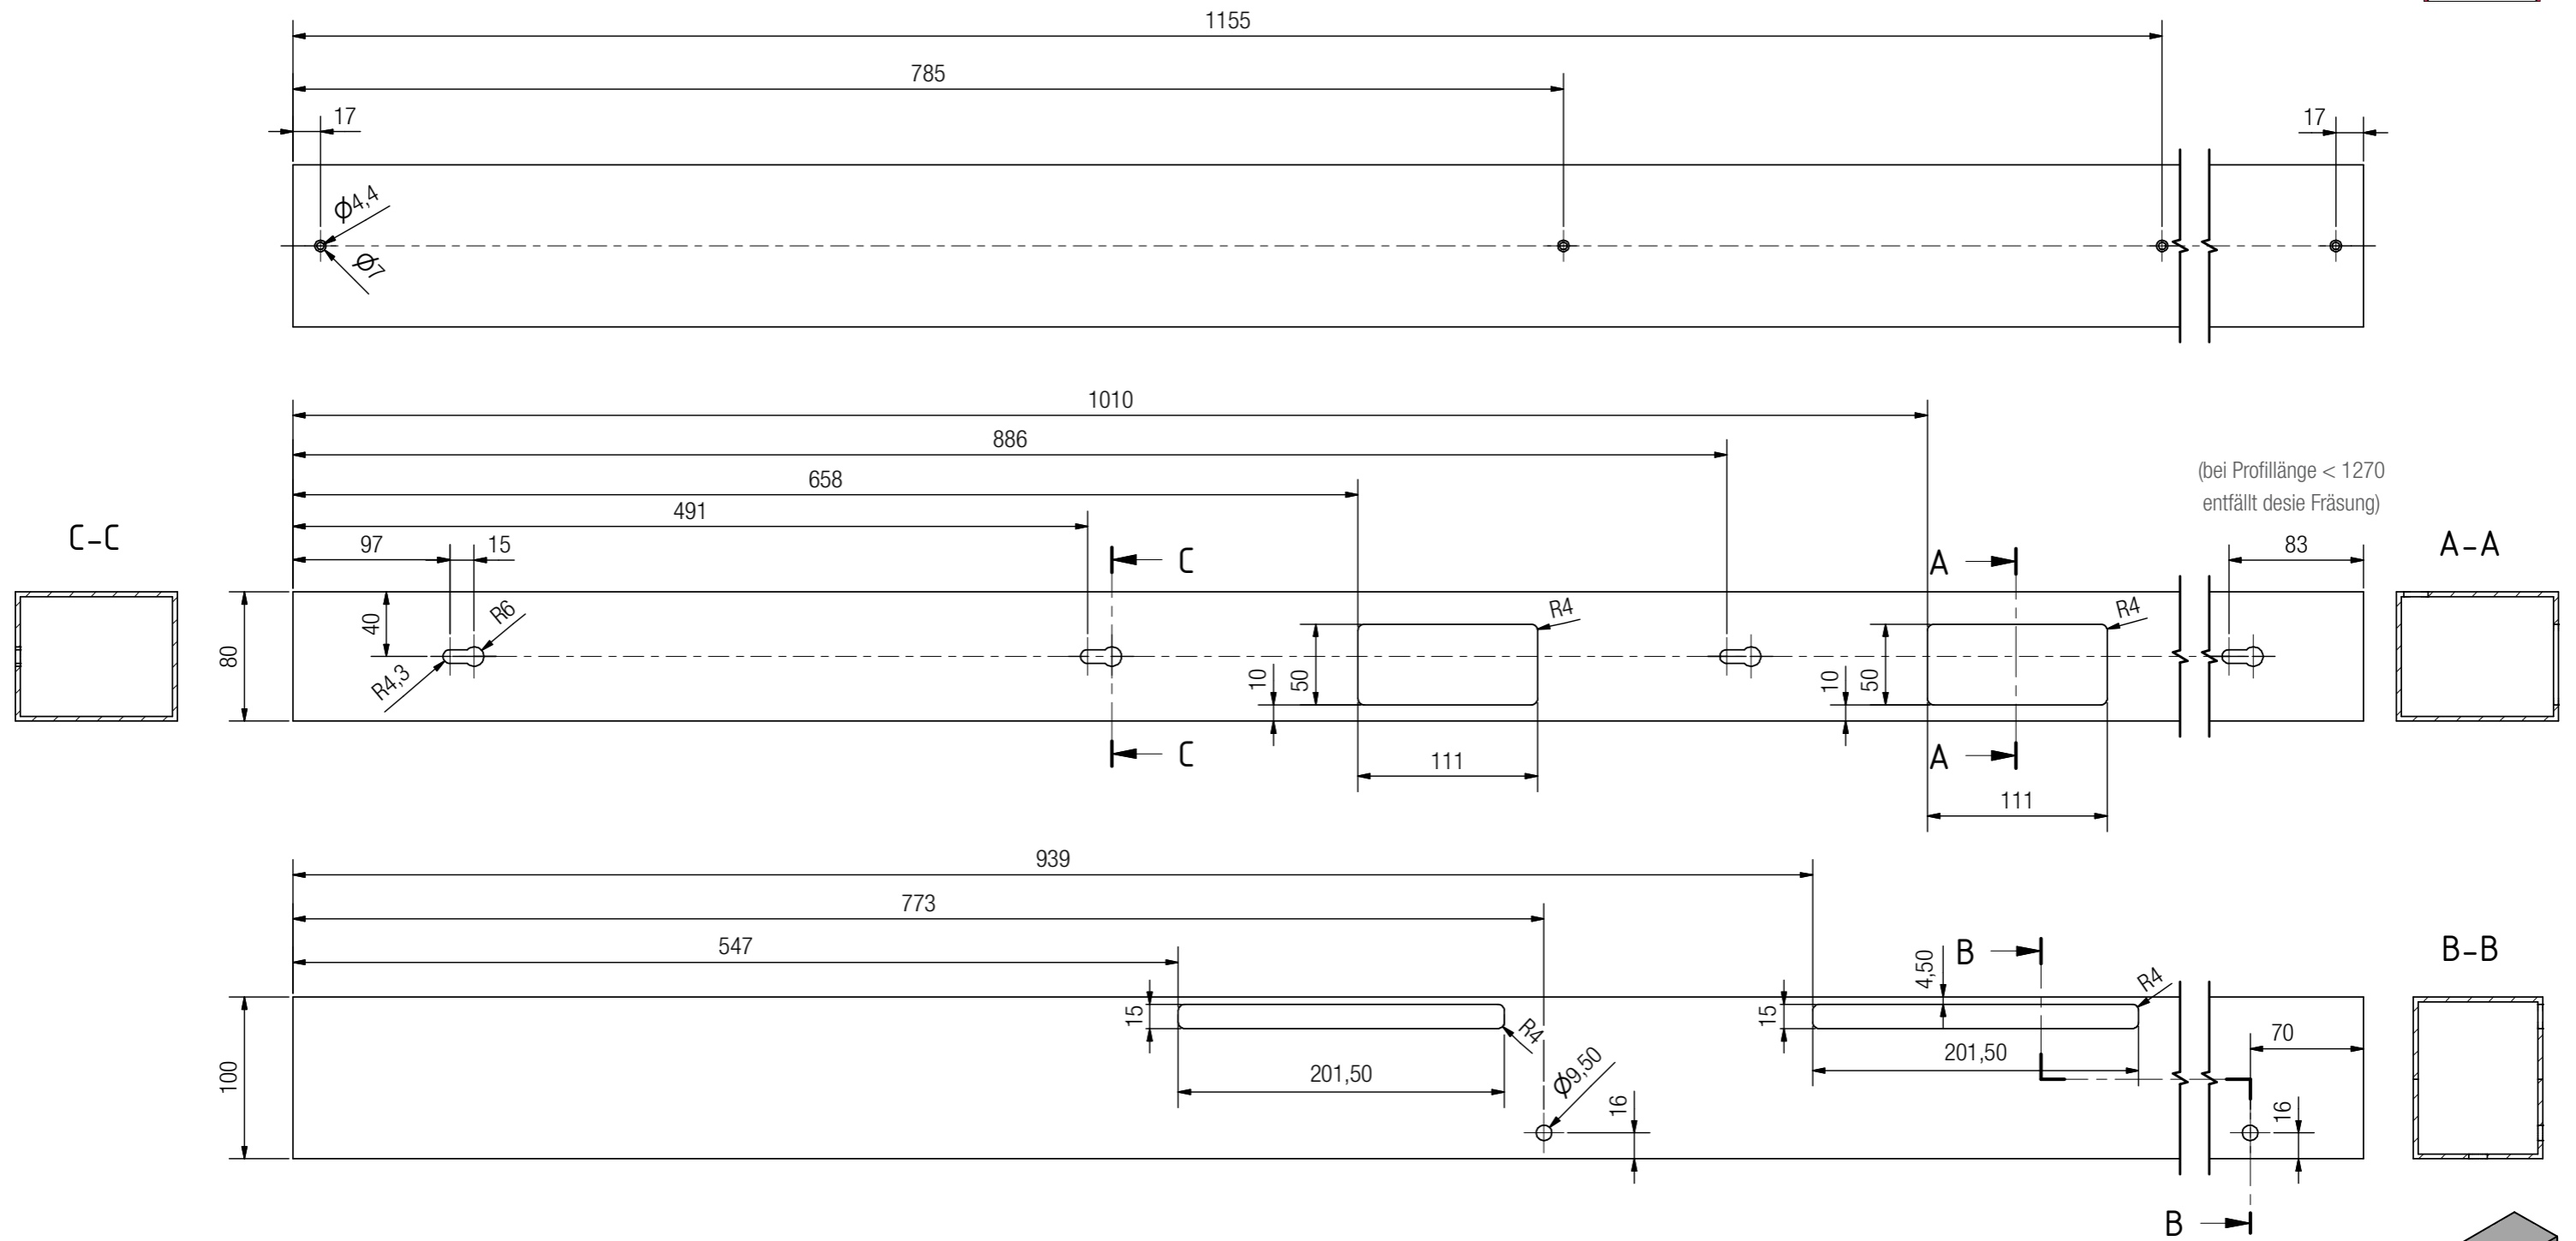 1155
785
17
17
Φ4,4
Ø7
1010
886
(bei Profillänge < 1270
entfällt desie Fräsung)
658
491
C-C
97
15
C
A
83
A-A
40
R6
R4
R4
80
R4,3
10
50
10
50
C
A
111
111
939
773
547
B
4,50
B-B
15
R4
15
R4
70
100
201,50
Φ9,50
201,50
16
16
B